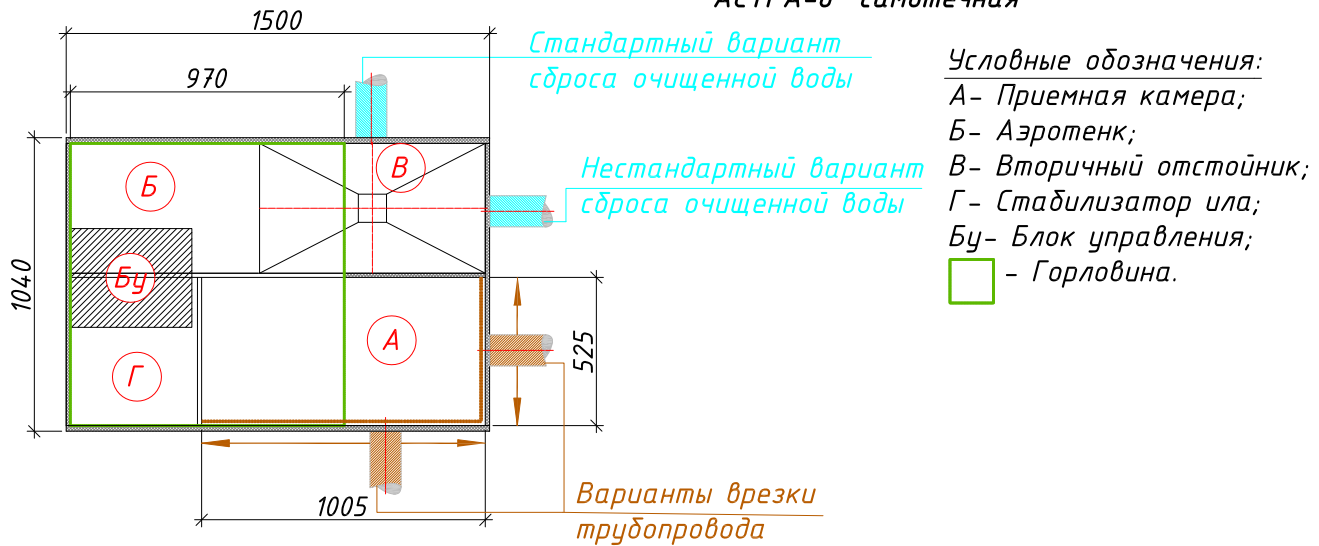 самотечная
1500
970
Стандартный вариант
сброса очищенной воды
Условные обозначения:
А- Приемная камера;
Б- Аэротенк;
В- Вторичный отстойник;
Г- Стабилизатор ила;
Бу- Блок управления;
- Горловина.
В
Б
Нестандартный вариант
сброса очищенной воды
Бу
1040
А
525
Г
1005
Варианты врезки
трубопровода